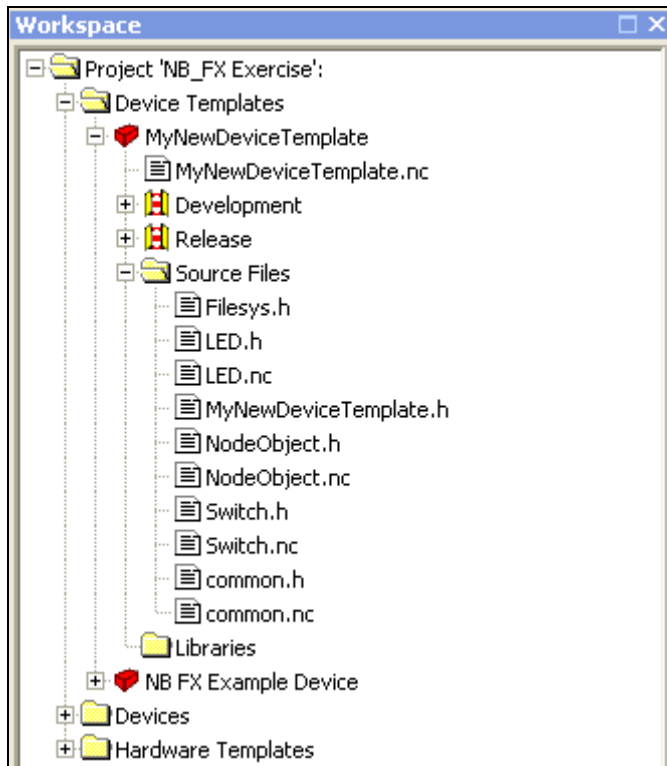 Workspace
Project 'NB_FX Exercise':
Device Templates
MyNewDeviceTemplate
MyNewDeviceTemplate.nc
Development
Release
Source Files
Filesys.h
LED.h
LED.nc
MyNewDeviceTemplate.h
NodeObject.h
NodeObject.nc
Switch.h
Switch.nc
common.h
common.nc
Libraries
NB FX Example Device
Devices
Hardware Templates